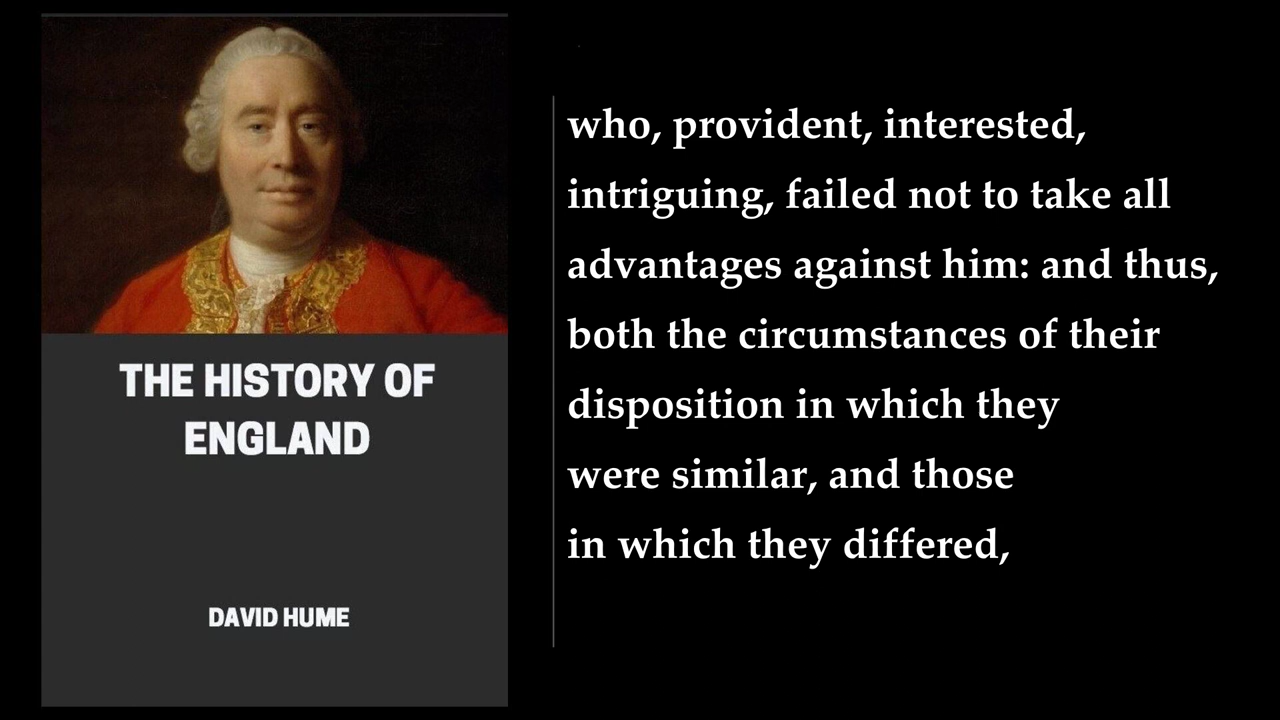 THE HISTORY OF
ENGLAND
DAVID HUME
who, provident, interested,
intriguing, failed not to take all
advantages against him: and thus,
both the circumstances of their
disposition in which they
were similar, and those
in which they differed,